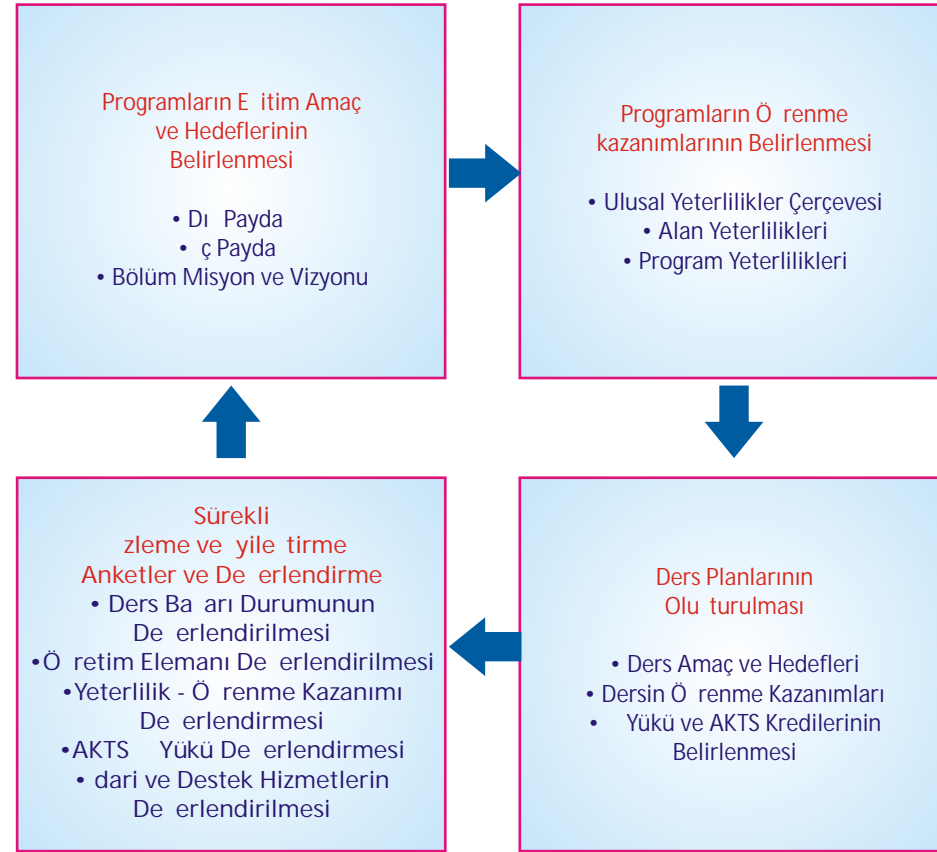 Programların E itim Amaç
ve Hedeflerinin
Belirlenmesi
• Dı Payda
• ç Payda
• Bölüm Misyon ve Vizyonu
Programların Ö renme
kazanımlarının Belirlenmesi
• Ulusal Yeterlilikler Çerçevesi
• Alan Yeterlilikleri
• Program Yeterlilikleri
Sürekli
zleme ve yile tirme
Anketler ve De erlendirme
• Ders Ba arı Durumunun
De erlendirilmesi
•Ö retim Elemanı De erlendirilmesi
•Yeterlilik - Ö renme Kazanımı
De erlendirmesi
•AKTS Yükü De erlendirmesi
• dari ve Destek Hizmetlerin
De erlendirilmesi
Ders Planlarının
Olu turulması
• Ders Amaç ve Hedefleri
• Dersin Ö renme Kazanımları
• Yükü ve AKTS Kredilerinin
Belirlenmesi